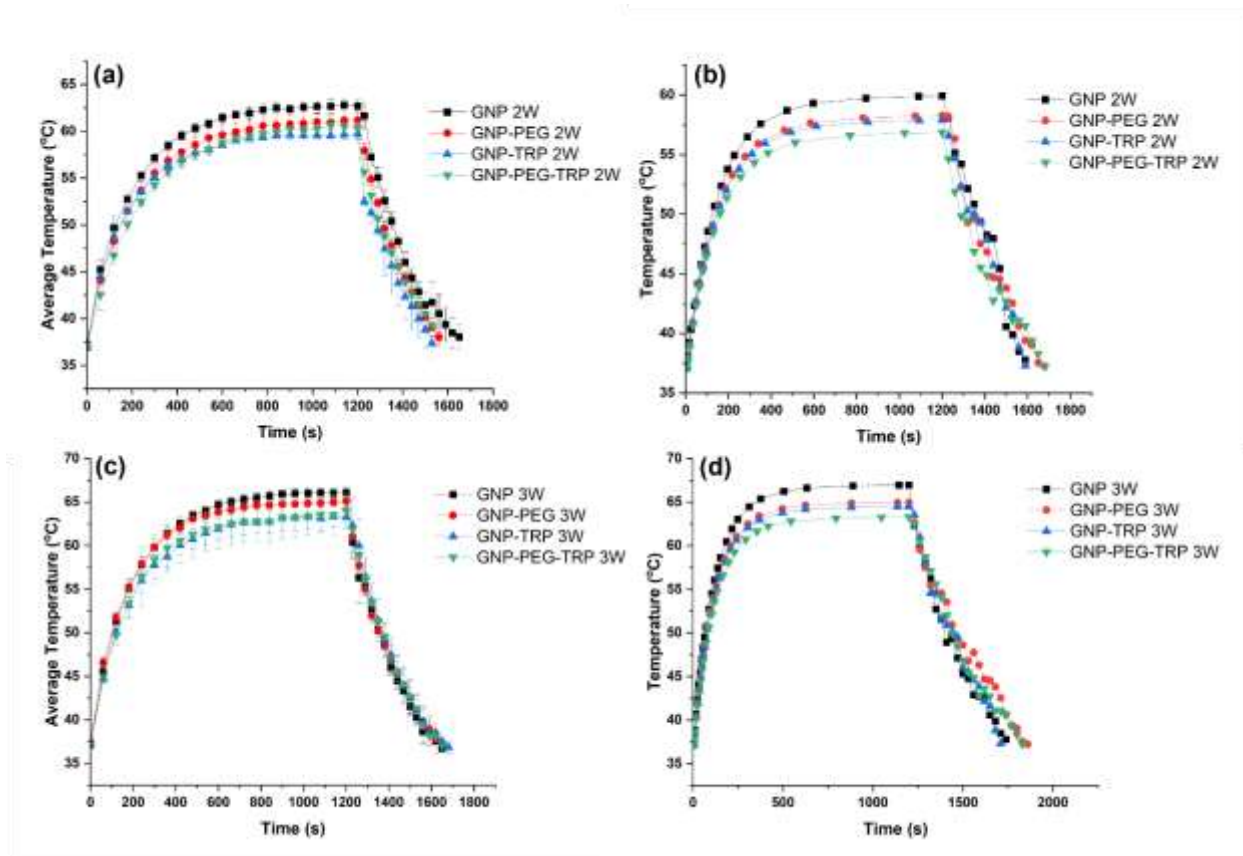 (a)
Average Temperature (°C)
65
60
55
50
45
40
35
0 200 400 600 800 1000 1200 1400 1600 1800
Time (s)
GNP 2W
GNP-PEG 2W
GNP-TRP 2W
GNP-PEG-TRP 2W
(b)
Temperature (°C)
60
55
50
45
40
35
0 200 400 600 800 1000 1200 1400 1600 1800
Time (s)
GNP 2W
GNP-PEG 2W
GNP-TRP 2W
GNP-PEG-TRP 2W
(c)
Average Temperature (°C)
70
65
60
55
50
45
40
35
0 200 400 600 800 1000 1200 1400 1600 1800
Time (s)
GNP 3W
GNP-PEG 3W
GNP-TRP 3W
GNP-PEG-TRP 3W
(d)
Temperature (°C)
70
65
60
55
50
45
40
35
0 500 1000 1500 2000
Time (s)
GNP 3W
GNP-PEG 3W
GNP-TRP 3W
GNP-PEG-TRP 3W